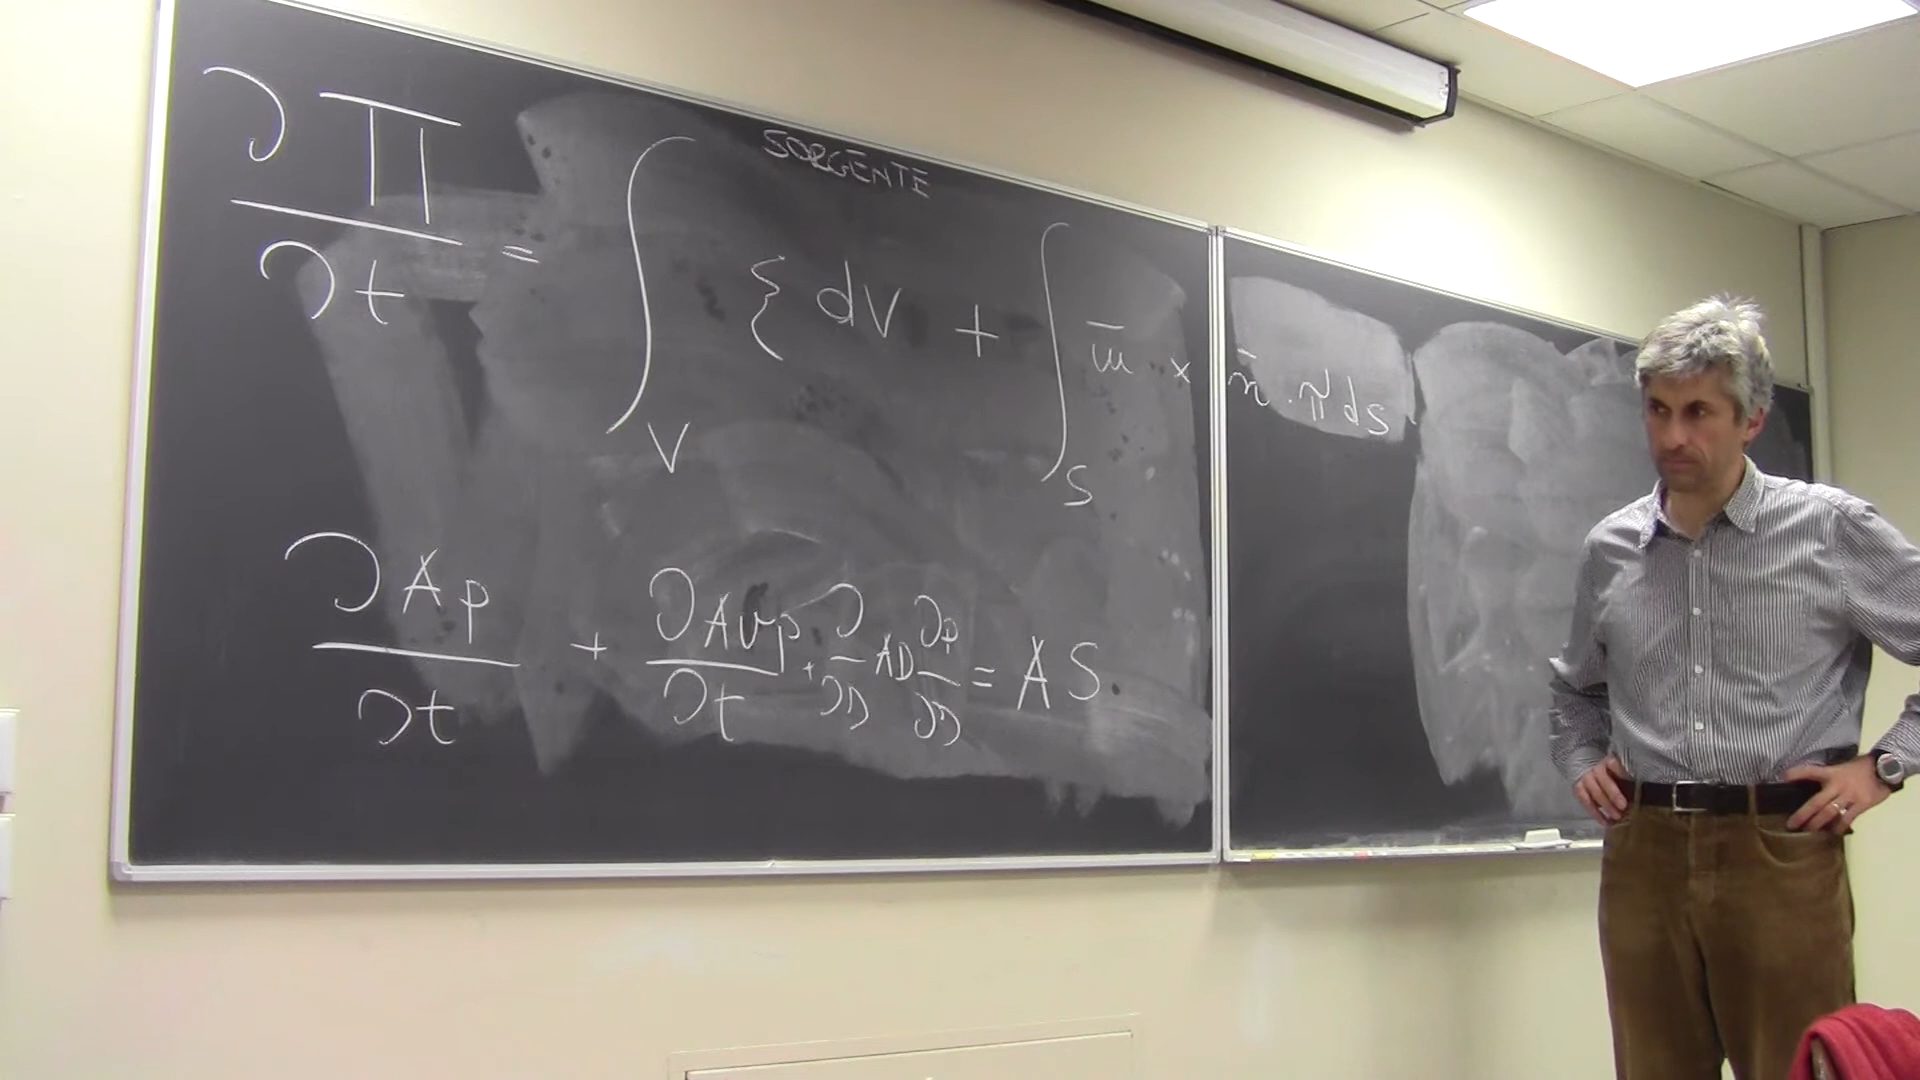 SORGENTE
∂Π/∂t = ∫_V ξ dV + ∫_S ū × n̄ · π ds
∂Ap/∂t + ∂Avp/∂t + ∂/∂s AD ∂p/∂s = AS